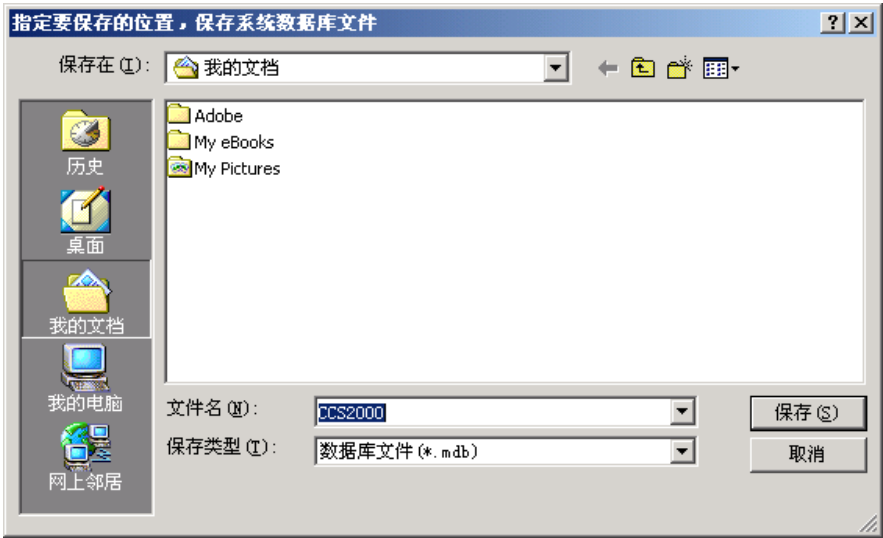 指定要保存的位置，保存系统数据库文件
保存在(I):
我的文档
Adobe
My eBooks
My Pictures
历史
桌面
我的文档
我的电脑
网上邻居
文件名(N):
CCS2000
保存(S)
保存类型(T):
数据库文件(*.mdb)
取消